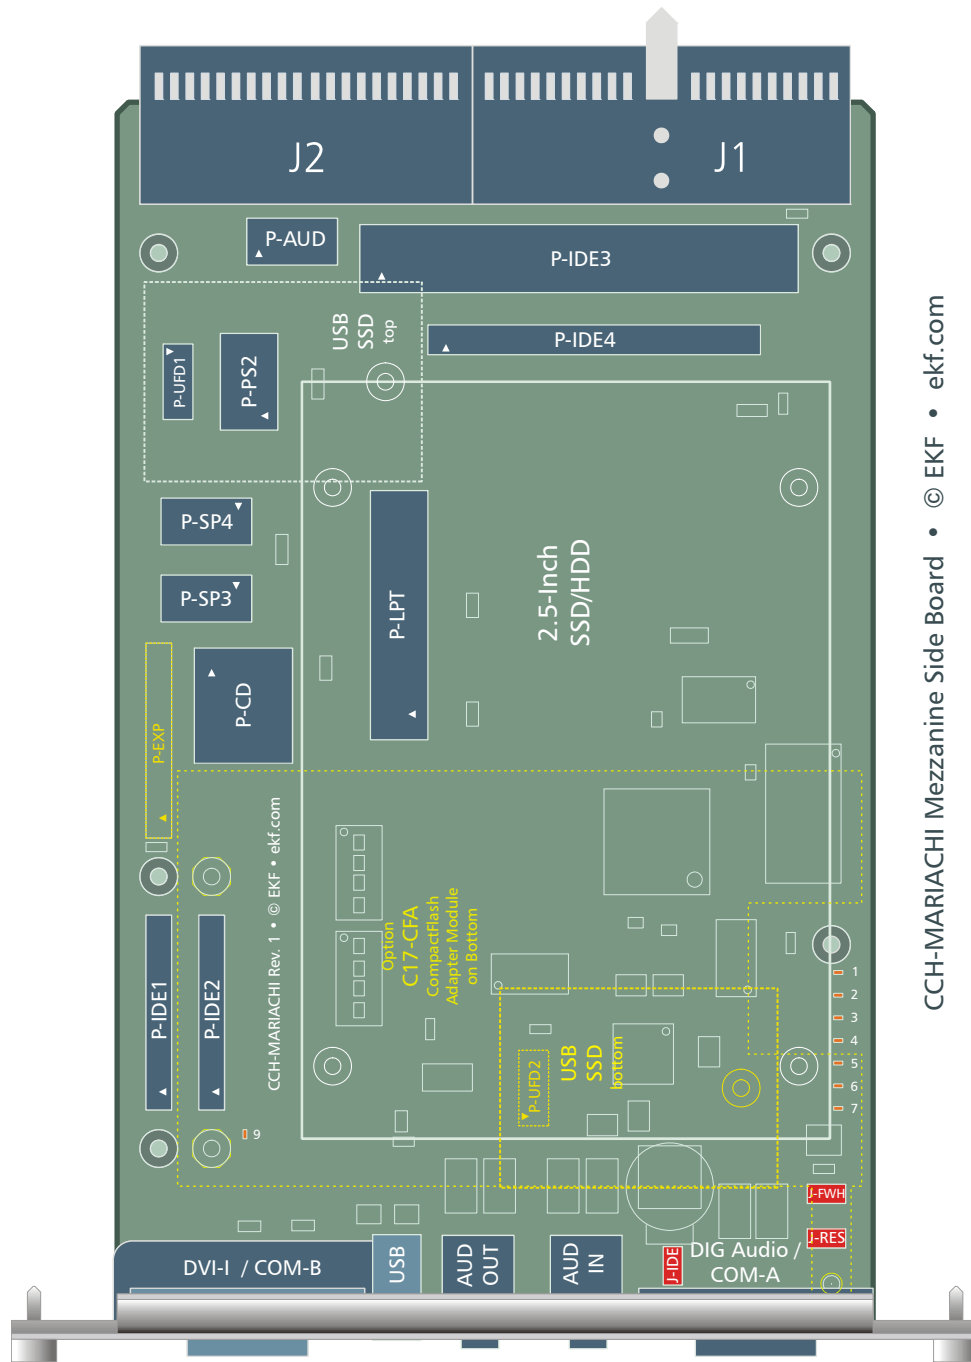 J2
J1
P-AUD
P-IDE3
USB
SSD
top
P-IDE4
P-UFD1
P-PS2
P-SP4
P-SP3
P-LPT
2.5-Inch
SSD/HDD
P-EXP
P-CD
CCH-MARIACHI Rev. 1 • © EKF • ekf.com
Option
C17-CFA
CompactFlash
Adapter Module
on Bottom
P-IDE1
P-IDE2
USB
SSD
bottom
P-UFD2
1
2
3
4
5
6
7
9
J-FWH
J-RES
J-IDE
DVI-I / COM-B
USB
AUD
OUT
AUD
IN
DIG Audio /
COM-A
CCH-MARIACHI Mezzanine Side Board • © EKF • ekf.com